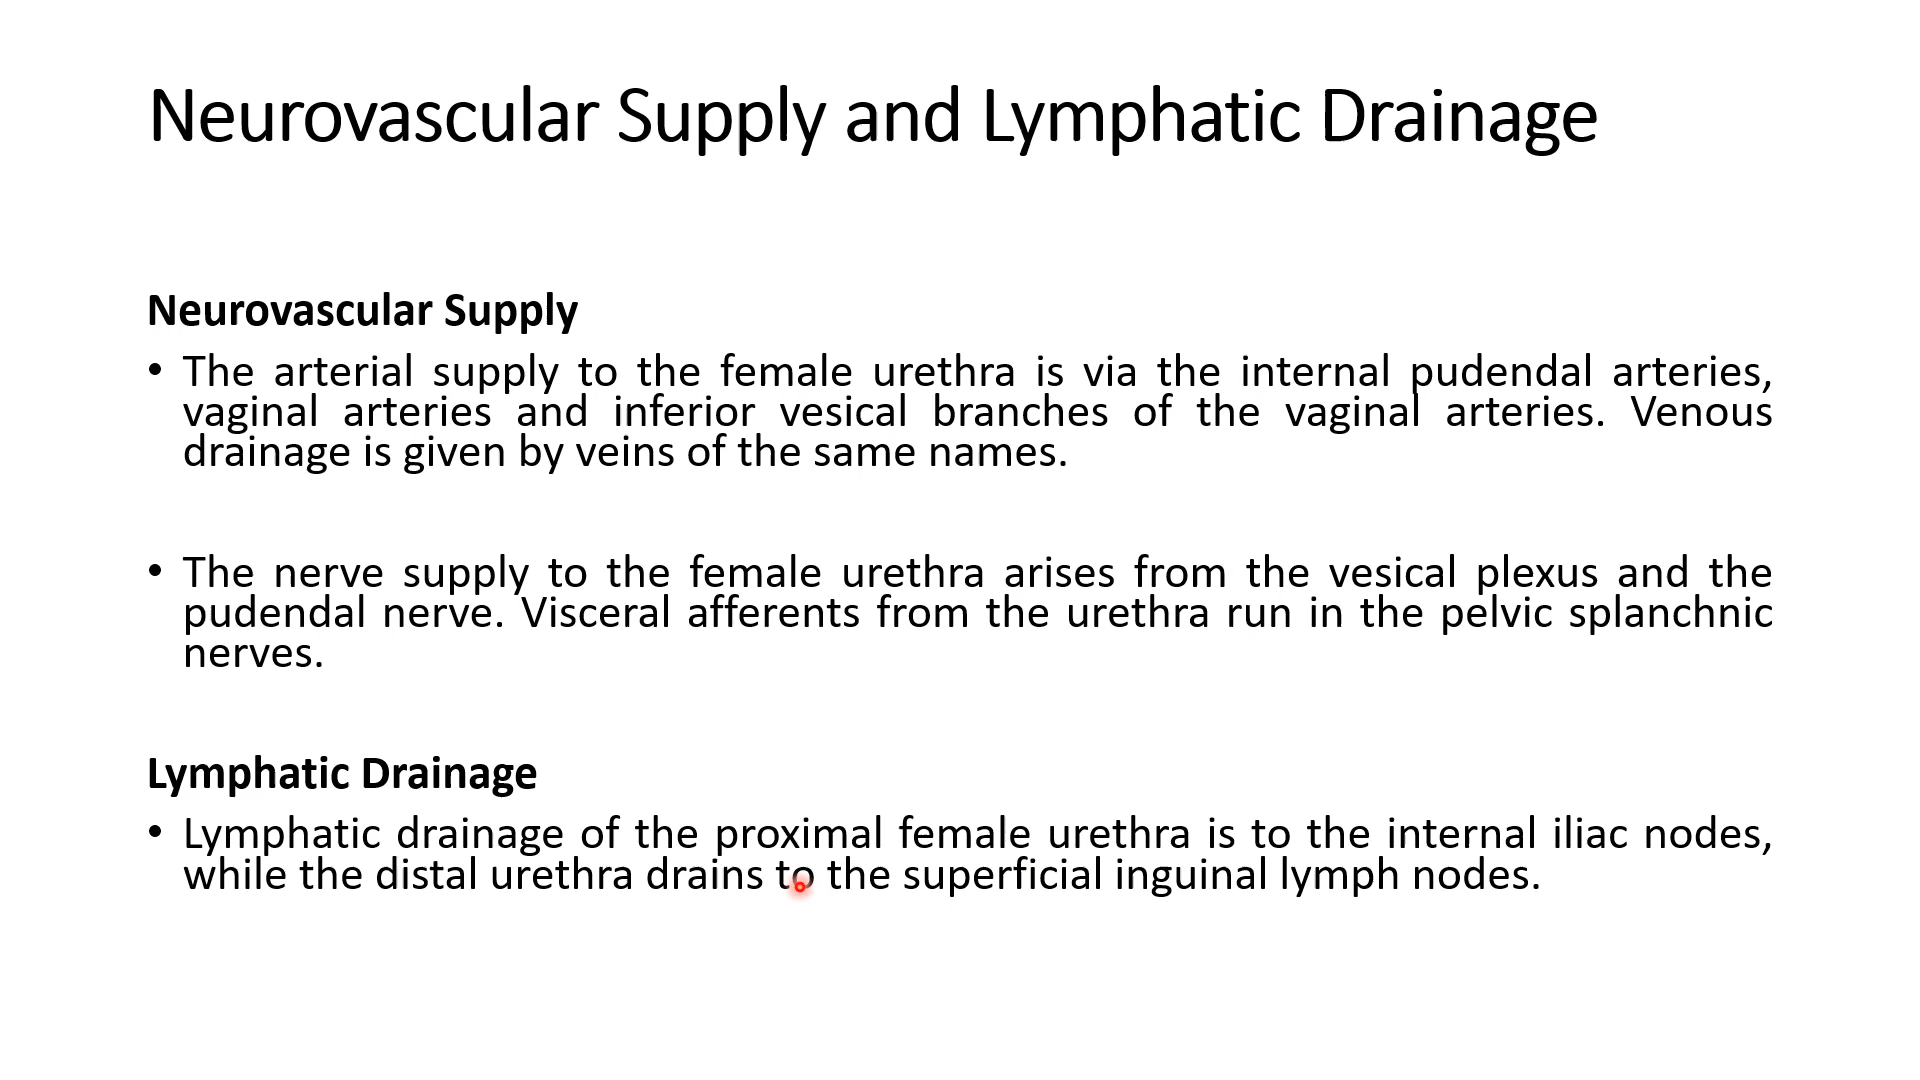 Neurovascular Supply and Lymphatic Drainage
Neurovascular Supply
• The arterial supply to the female urethra is via the internal pudendal arteries,
vaginal arteries and inferior vesical branches of the vaginal arteries. Venous
drainage is given by veins of the same names.
• The nerve supply to the female urethra arises from the vesical plexus and the
pudendal nerve. Visceral afferents from the urethra run in the pelvic splanchnic
nerves.
Lymphatic Drainage
• Lymphatic drainage of the proximal female urethra is to the internal iliac nodes,
while the distal urethra drains to the superficial inguinal lymph nodes.